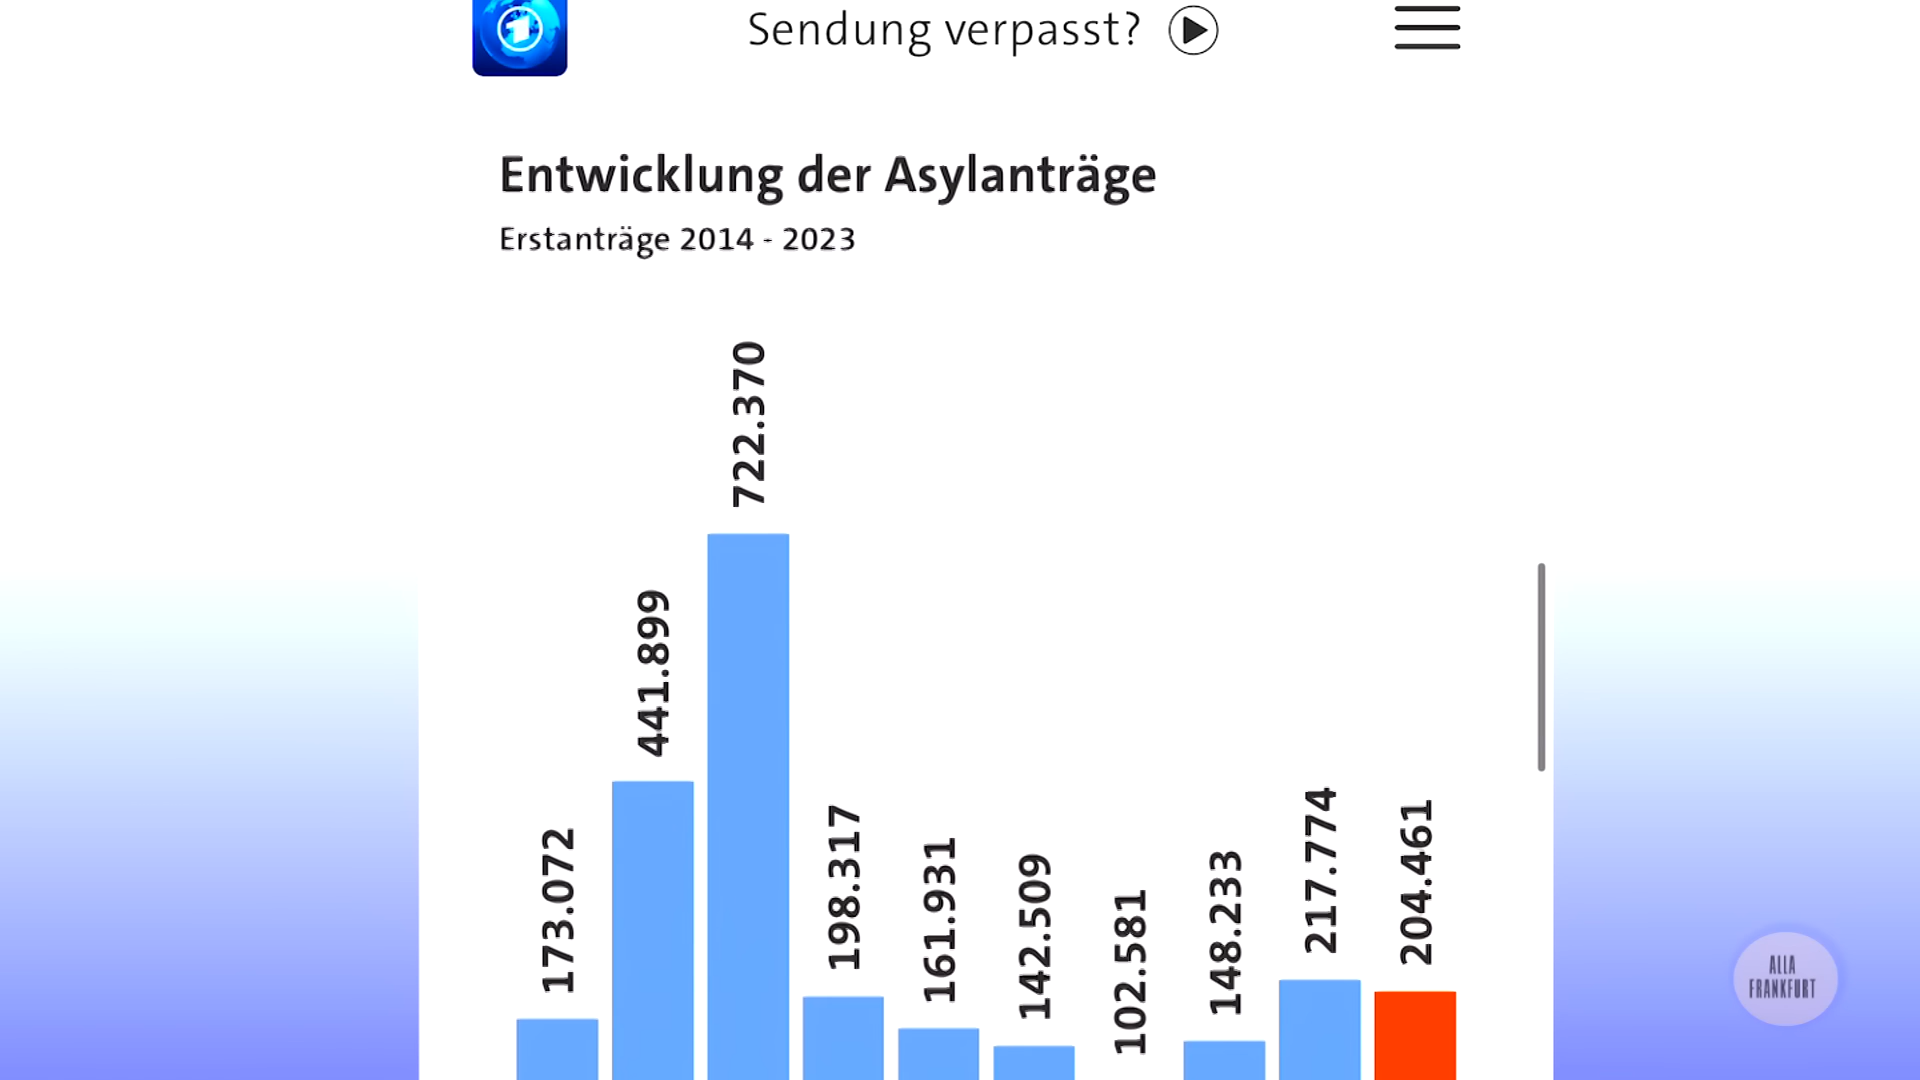 Sendung verpasst?
Entwicklung der Asylanträge
Erstanträge 2014 - 2023
173.072
441.899
722.370
198.317
161.931
142.509
102.581
148.233
217.774
204.461
ALLA
FRANKFURT